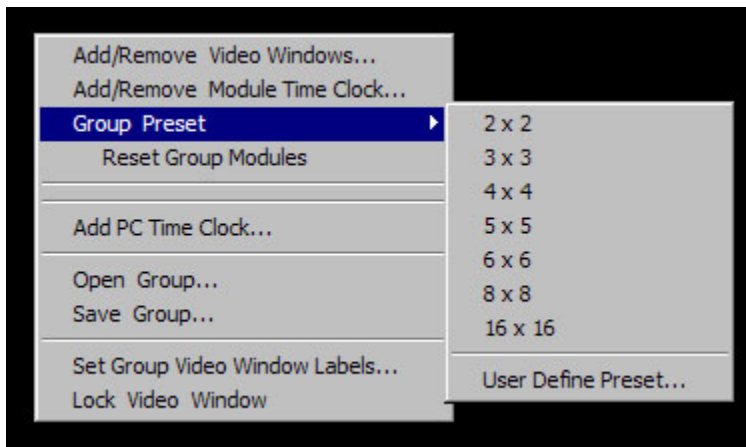 Add/Remove Video Windows...
Add/Remove Module Time Clock...
Group Preset
Reset Group Modules
Add PC Time Clock...
Open Group...
Save Group...
Set Group Video Window Labels...
Lock Video Window
2 x 2
3 x 3
4 x 4
5 x 5
6 x 6
8 x 8
16 x 16
User Define Preset...